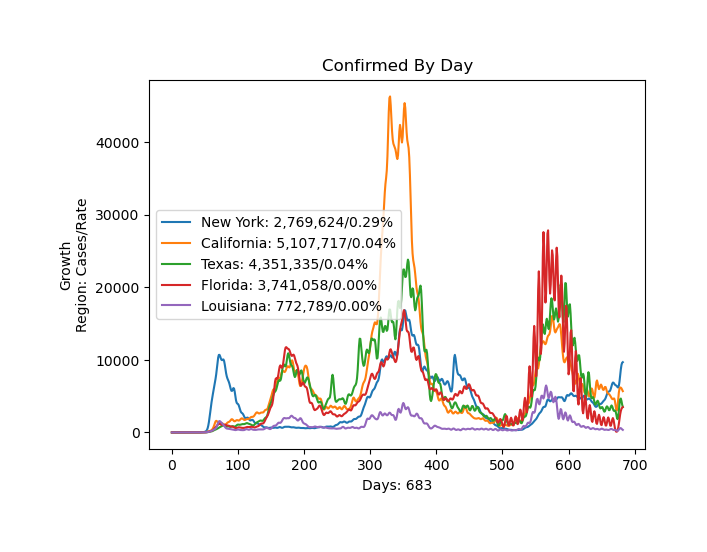 Confirmed By Day
Growth
Region: Cases/Rate
40000
30000
20000
10000
0
New York: 2,769,624/0.29%
California: 5,107,717/0.04%
Texas: 4,351,335/0.04%
Florida: 3,741,058/0.00%
Louisiana: 772,789/0.00%
0 100 200 300 400 500 600 700
Days: 683